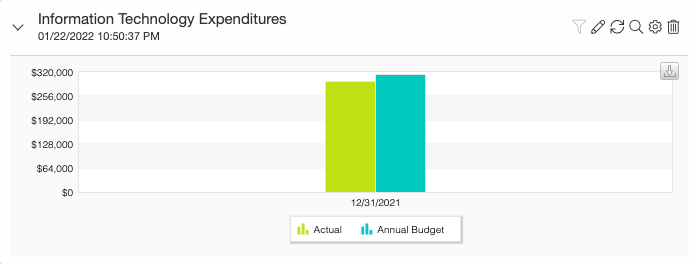 Information Technology Expenditures
01/22/2022 10:50:37 PM
$320,000
$256,000
$192,000
$128,000
$64,000
$0
12/31/2021
Actual Annual Budget